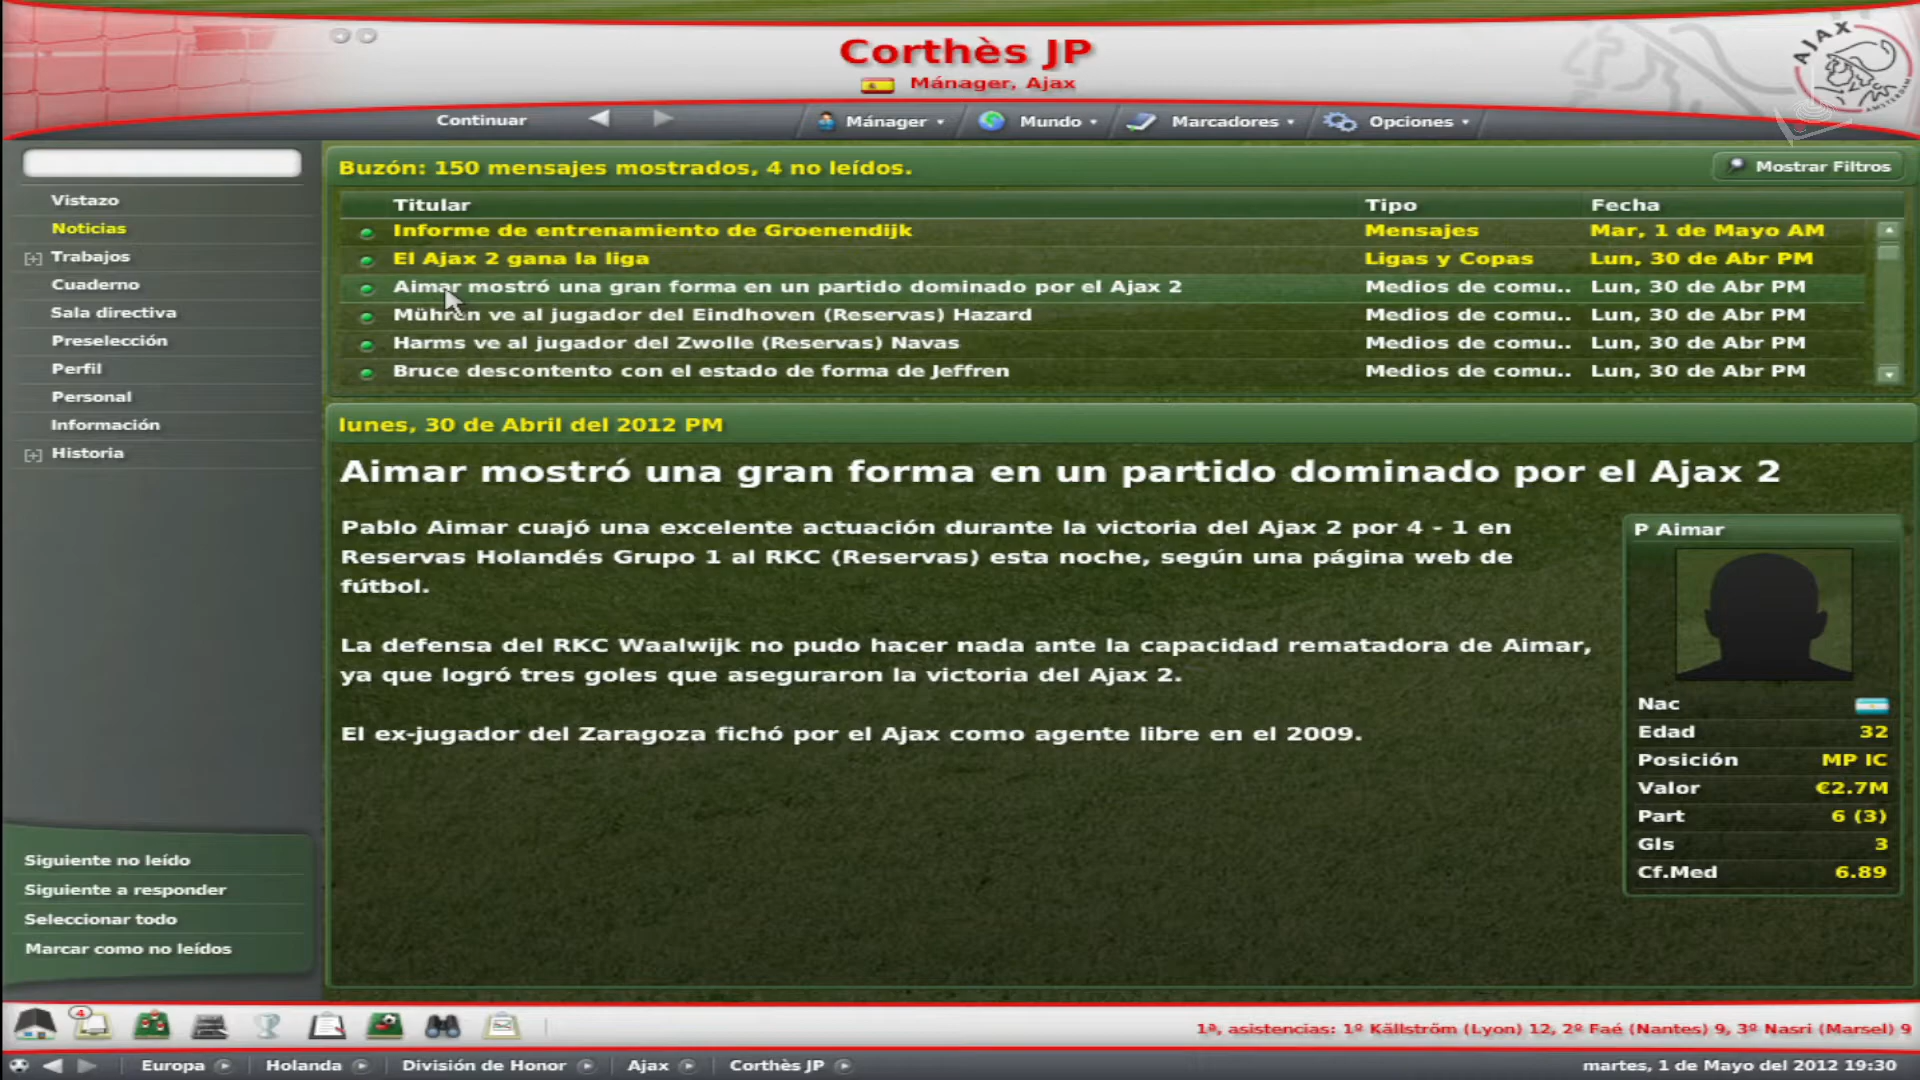 Corthès JP
Mánager, Ajax
AJAX
AMSTERDAM
Continuar
Mánager
Mundo
Marcadores
Opciones
Buzón: 150 mensajes mostrados, 4 no leídos.
Mostrar Filtros
Titular Tipo Fecha
Informe de entrenamiento de Groenendijk Mensajes Mar, 1 de Mayo AM
El Ajax 2 gana la liga Ligas y Copas Lun, 30 de Abr PM
Aimar mostró una gran forma en un partido dominado por el Ajax 2 Medios de comu.. Lun, 30 de Abr PM
Mühren ve al jugador del Eindhoven (Reservas) Hazard Medios de comu.. Lun, 30 de Abr PM
Harms ve al jugador del Zwolle (Reservas) Navas Medios de comu.. Lun, 30 de Abr PM
Bruce descontento con el estado de forma de Jeffren Medios de comu.. Lun, 30 de Abr PM
Vistazo
Noticias
[+] Trabajos
Cuaderno
Sala directiva
Preselección
Perfil
Personal
Información
[+] Historia
lunes, 30 de Abril del 2012 PM
Aimar mostró una gran forma en un partido dominado por el Ajax 2
Pablo Aimar cuajó una excelente actuación durante la victoria del Ajax 2 por 4 - 1 en
Reservas Holandés Grupo 1 al RKC (Reservas) esta noche, según una página web de
fútbol.
La defensa del RKC Waalwijk no pudo hacer nada ante la capacidad rematadora de Aimar,
ya que logró tres goles que aseguraron la victoria del Ajax 2.
El ex-jugador del Zaragoza fichó por el Ajax como agente libre en el 2009.
P Aimar
Nac
Edad 32
Posición MP IC
Valor €2.7M
Part 6 (3)
Gls 3
Cf.Med 6.89
Siguiente no leído
Siguiente a responder
Seleccionar todo
Marcar como no leídos
4
1ª, asistencias: 1º Källström (Lyon) 12, 2º Faé (Nantes) 9, 3º Nasri (Marsel) 9
Europa
Holanda
División de Honor
Ajax
Corthès JP
martes, 1 de Mayo del 2012 19:30